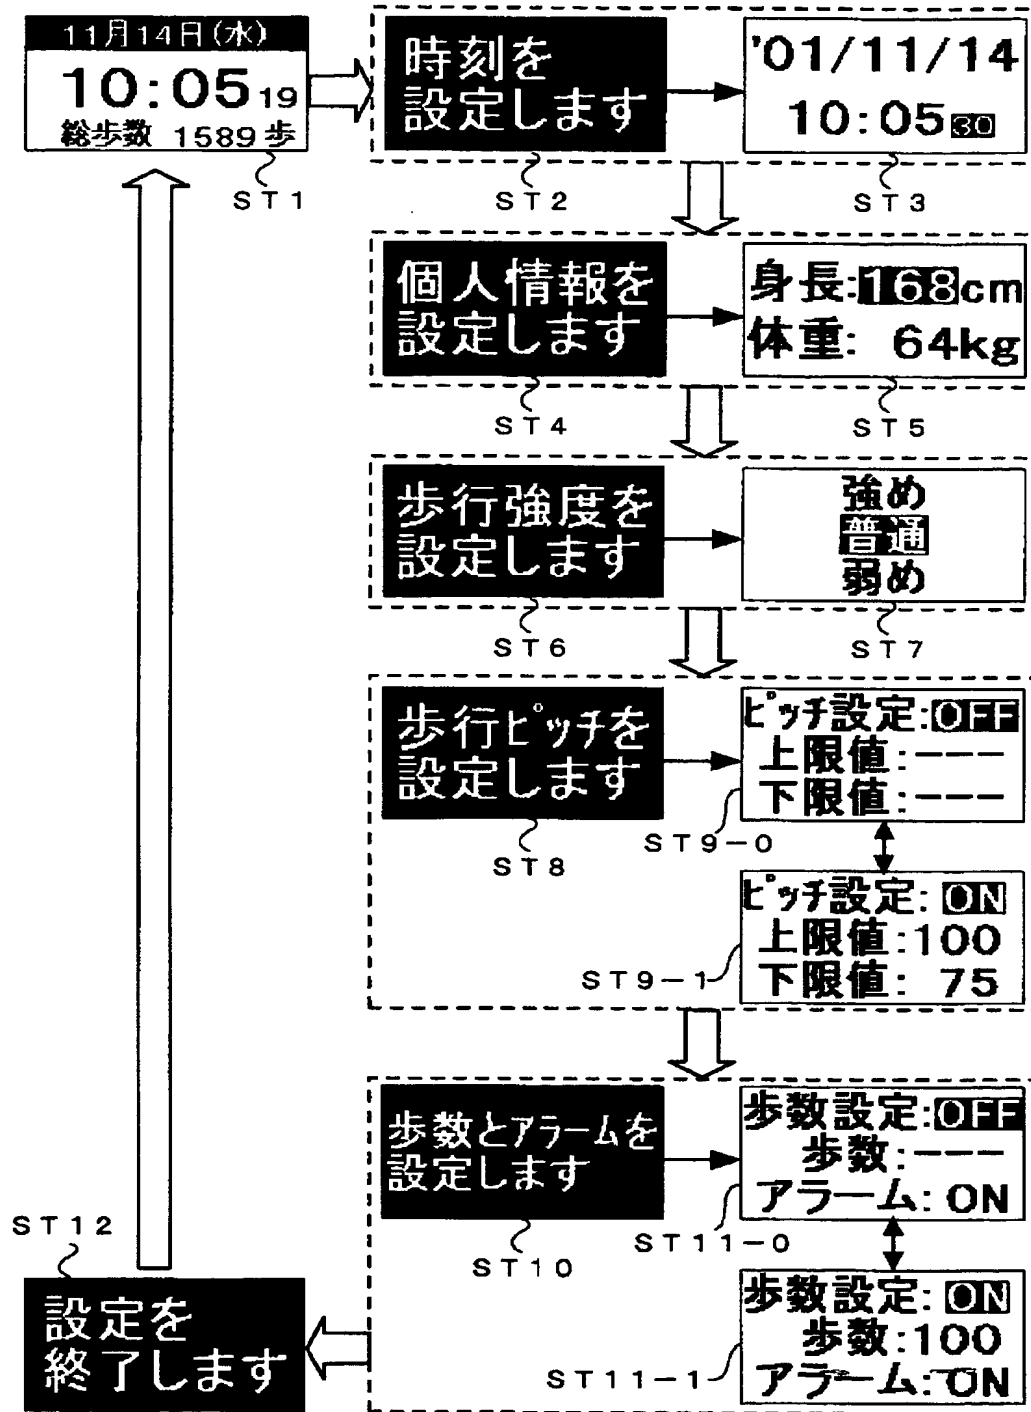 11月14日(水)
10:05 19
総歩数 1589歩
ST1
時刻を
設定します
ST2
'01/11/14
10:05 30
ST3
個人情報を
設定します
ST4
身長:168cm
体重: 64kg
ST5
歩行強度を
設定します
ST6
強め
普通
弱め
ST7
歩行ピッチを
設定します
ST8
ピッチ設定:OFF
上限値:---
下限値:---
ST9-0
ピッチ設定:ON
上限値:100
下限値: 75
ST9-1
歩数とアラームを
設定します
ST10
歩数設定:OFF
歩数:---
アラーム:ON
ST11-0
歩数設定:ON
歩数:100
アラーム:ON
ST11-1
ST12
設定を
終了します